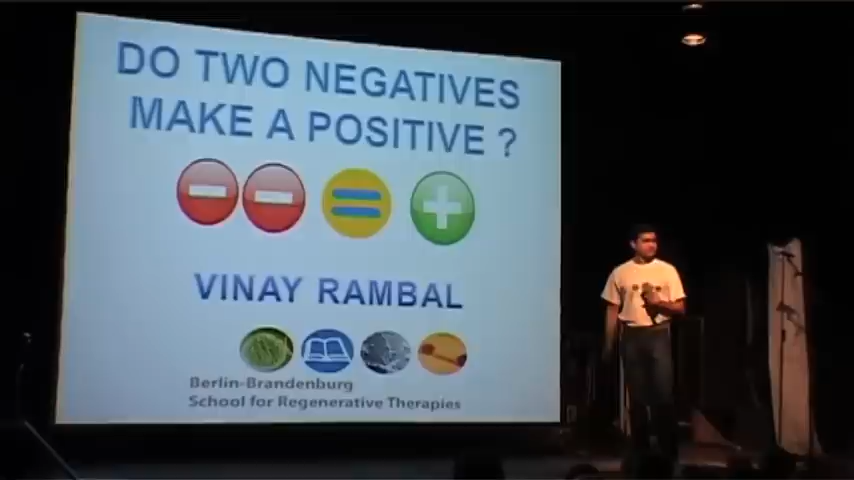 DO TWO NEGATIVES
MAKE A POSITIVE ?
VINAY RAMBAL
Berlin-Brandenburg
School for Regenerative Therapies